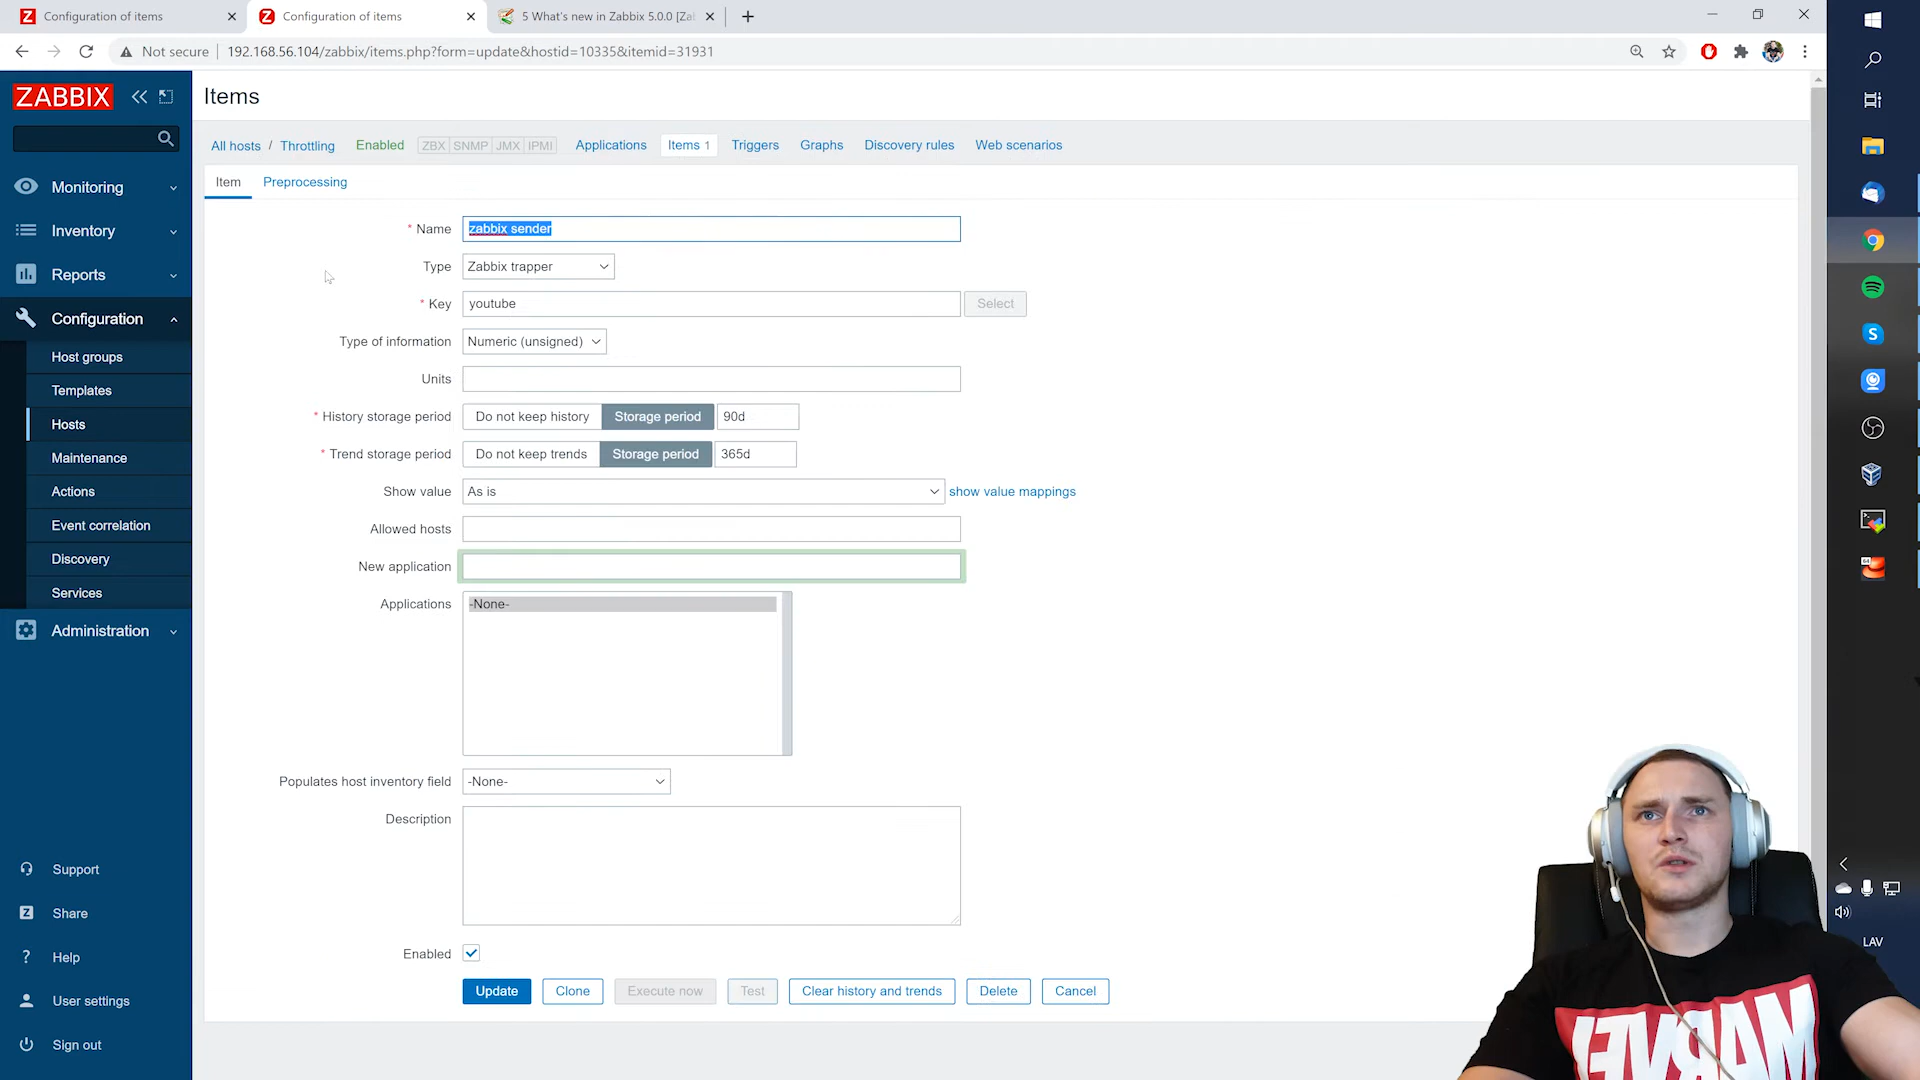 Configuration of items
Configuration of items
5 What's new in Zabbix 5.0.0 [Za
Not secure
192.168.56.104/zabbix/items.php?form=update&hostid=10335&itemid=31931
ZABBIX
Items
All hosts / Throttling Enabled ZBX SNMP JMX IPMI Applications Items 1 Triggers Graphs Discovery rules Web scenarios
Item Preprocessing
Monitoring
Inventory
Reports
Configuration
Host groups
Templates
Hosts
Maintenance
Actions
Event correlation
Discovery
Services
Administration
Support
Share
Help
User settings
Sign out
* Name zabbix sender
Type Zabbix trapper
* Key youtube Select
Type of information Numeric (unsigned)
Units
* History storage period Do not keep history Storage period 90d
* Trend storage period Do not keep trends Storage period 365d
Show value As is show value mappings
Allowed hosts
New application
Applications -None-
Populates host inventory field -None-
Description
Enabled
Update Clone Execute now Test Clear history and trends Delete Cancel
LAV